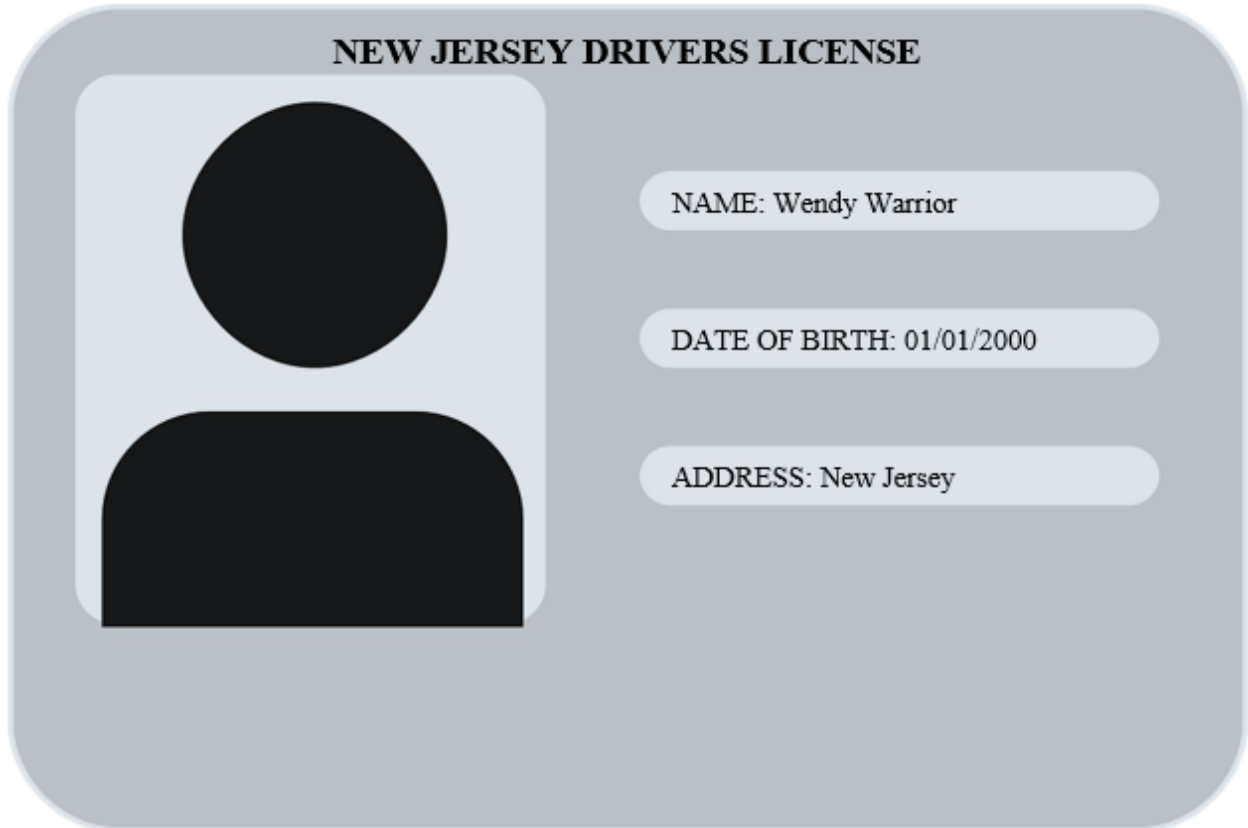 NEW JERSEY DRIVERS LICENSE
NAME: Wendy Warrior
DATE OF BIRTH: 01/01/2000
ADDRESS: New Jersey